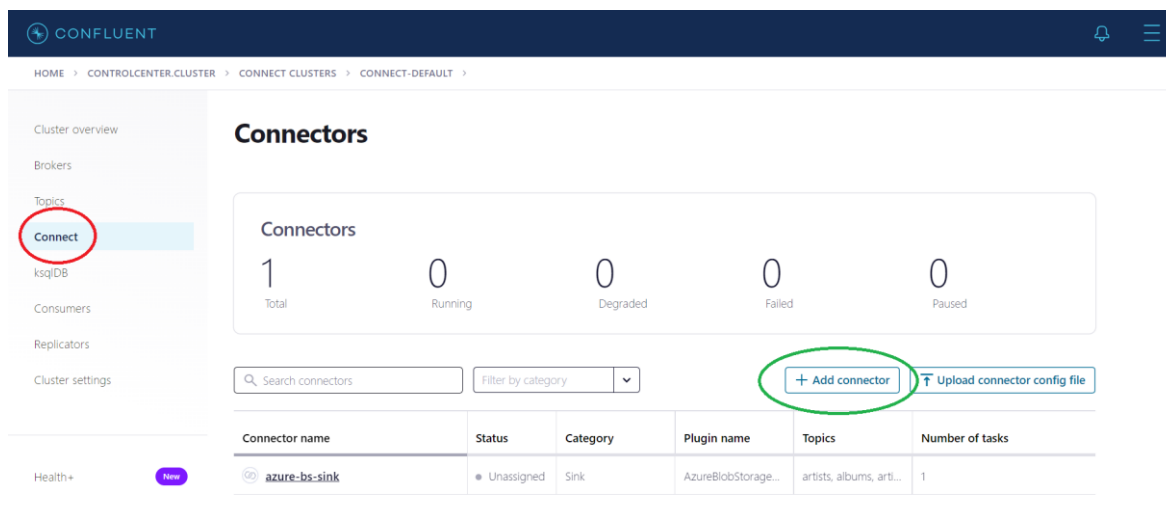 CONFLUENT
HOME > CONTROLCENTER.CLUSTER > CONNECT CLUSTERS > CONNECT-DEFAULT >
Cluster overview
Brokers
Topics
Connect
ksqlDB
Consumers
Replicators
Cluster settings
Health+ New
Connectors
Connectors
1 0 0 0 0
Total Running Degraded Failed Paused
Search connectors Filter by category + Add connector Upload connector config file
Connector name Status Category Plugin name Topics Number of tasks
azure-bs-sink Unassigned Sink AzureBlobStorage... artists, albums, arti... 1